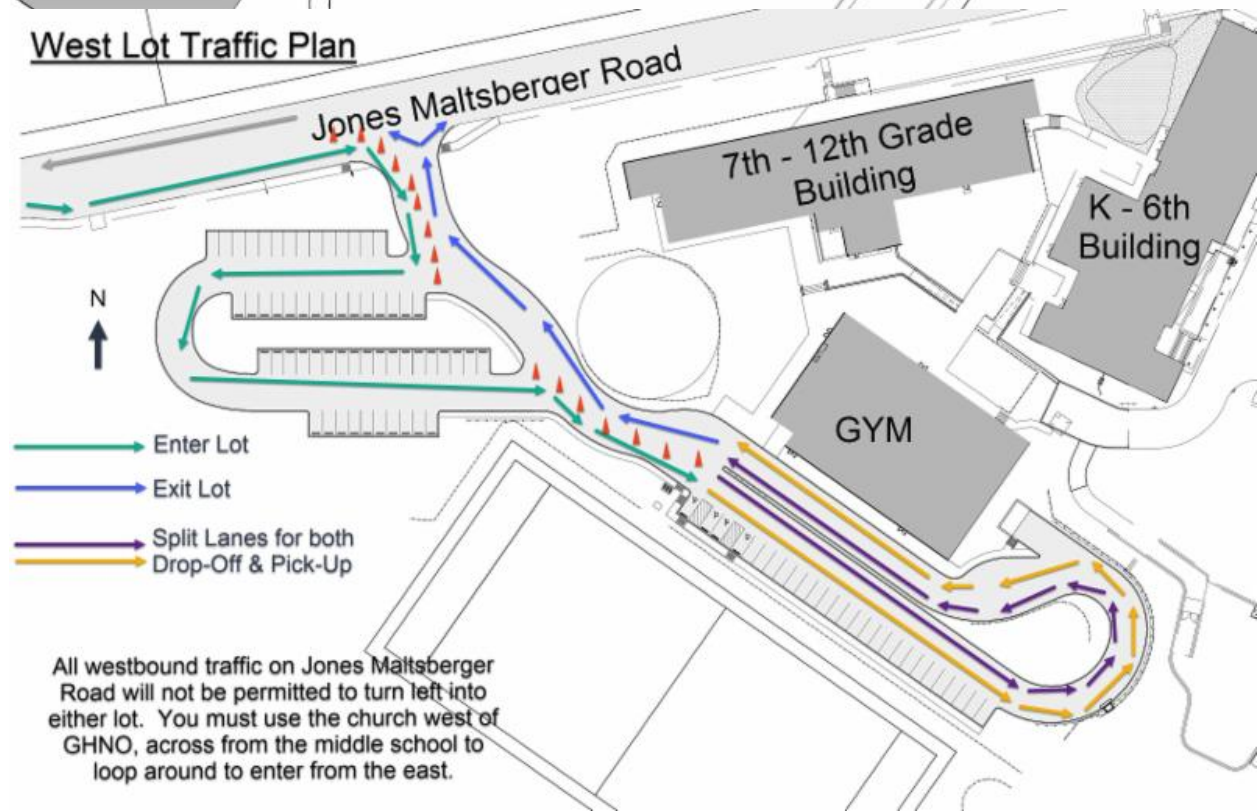 West Lot Traffic Plan
Jones Maltsberger Road
7th - 12th Grade
Building
K - 6th
Building
N
GYM
Enter Lot
Exit Lot
Split Lanes for both
Drop-Off & Pick-Up
All westbound traffic on Jones Maltsberger
Road will not be permitted to turn left into
either lot. You must use the church west of
GHNO, across from the middle school to
loop around to enter from the east.